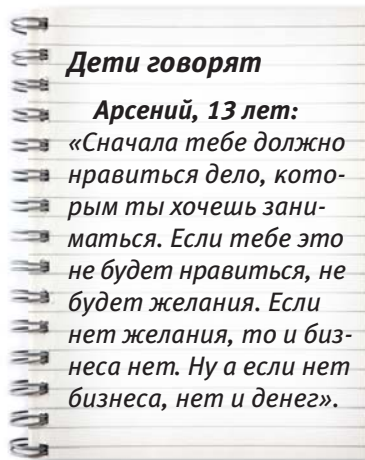 Дети говорят
Арсений, 13 лет:
«Сначала тебе должно
нравиться дело, кото-
рым ты хочешь зани-
маться. Если тебе это
не будет нравиться, не
будет желания. Если
нет желания, то и биз-
неса нет. Ну а если нет
бизнеса, нет и денег».